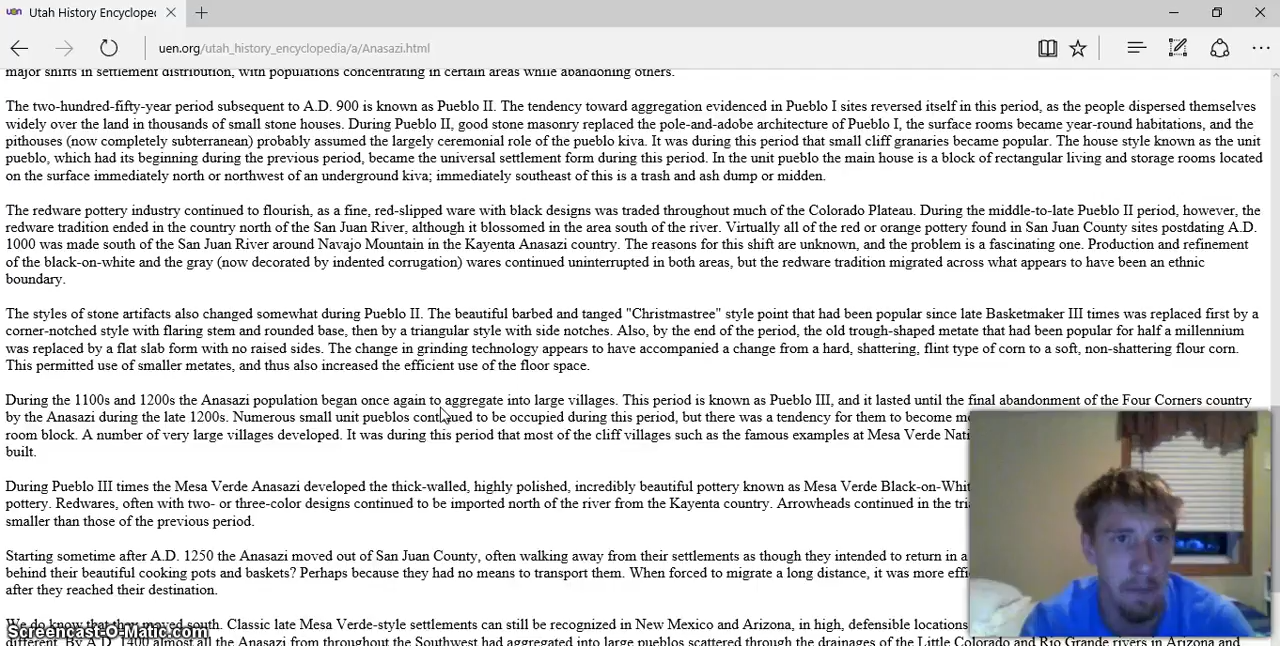 Utah History Encycloped
uen.org/utah_history_encyclopedia/a/Anasazi.html
major shifts in settlement distribution, with populations concentrating in certain areas while abandoning others.
The two-hundred-fifty-year period subsequent to A.D. 900 is known as Pueblo II. The tendency toward aggregation evidenced in Pueblo I sites reversed itself in this period, as the people dispersed themselves
widely over the land in thousands of small stone houses. During Pueblo II, good stone masonry replaced the pole-and-adobe architecture of Pueblo I, the surface rooms became year-round habitations, and the
pithouses (now completely subterranean) probably assumed the largely ceremonial role of the pueblo kiva. It was during this period that small cliff granaries became popular. The house style known as the unit
pueblo, which had its beginning during the previous period, became the universal settlement form during this period. In the unit pueblo the main house is a block of rectangular living and storage rooms located
on the surface immediately north or northwest of an underground kiva; immediately southeast of this is a trash and ash dump or midden.
The redware pottery industry continued to flourish, as a fine, red-slipped ware with black designs was traded throughout much of the Colorado Plateau. During the middle-to-late Pueblo II period, however, the
redware tradition ended in the country north of the San Juan River, although it blossomed in the area south of the river. Virtually all of the red or orange pottery found in San Juan County sites postdating A.D.
1000 was made south of the San Juan River around Navajo Mountain in the Kayenta Anasazi country. The reasons for this shift are unknown, and the problem is a fascinating one. Production and refinement
of the black-on-white and the gray (now decorated by indented corrugation) wares continued uninterrupted in both areas, but the redware tradition migrated across what appears to have been an ethnic
boundary.
The styles of stone artifacts also changed somewhat during Pueblo II. The beautiful barbed and tanged "Christmastree" style point that had been popular since late Basketmaker III times was replaced first by a
corner-notched style with flaring stem and rounded base, then by a triangular style with side notches. Also, by the end of the period, the old trough-shaped metate that had been popular for half a millennium
was replaced by a flat slab form with no raised sides. The change in grinding technology appears to have accompanied a change from a hard, shattering, flint type of corn to a soft, non-shattering flour corn.
This permitted use of smaller metates, and thus also increased the efficient use of the floor space.
During the 1100s and 1200s the Anasazi population began once again to aggregate into large villages. This period is known as Pueblo III, and it lasted until the final abandonment of the Four Corners country
by the Anasazi during the late 1200s. Numerous small unit pueblos continued to be occupied during this period, but there was a tendency for them to become
room block. A number of very large villages developed. It was during this period that most of the cliff villages such as the famous examples at Mesa Verde Nati
built.
During Pueblo III times the Mesa Verde Anasazi developed the thick-walled, highly polished, incredibly beautiful pottery known as Mesa Verde Black-on-Whit
pottery. Redwares, often with two- or three-color designs continued to be imported north of the river from the Kayenta country. Arrowheads continued in the tri
smaller than those of the previous period.
Starting sometime after A.D. 1250 the Anasazi moved out of San Juan County, often walking away from their settlements as though they intended to return in a
behind their beautiful cooking pots and baskets? Perhaps because they had no means to transport them. When forced to migrate a long distance, it was more effi
after they reached their destination.
We do know that they moved south. Classic late Mesa Verde-style settlements can still be recognized in New Mexico and Arizona, in high, defensible locations
Screencast-O-Matic.com
different. By A.D. 1400 almost all the Anasazi from throughout the Southwest had aggregated into large pueblos scattered through the drainages of the Little Colorado and Rio Grande rivers in Arizona and